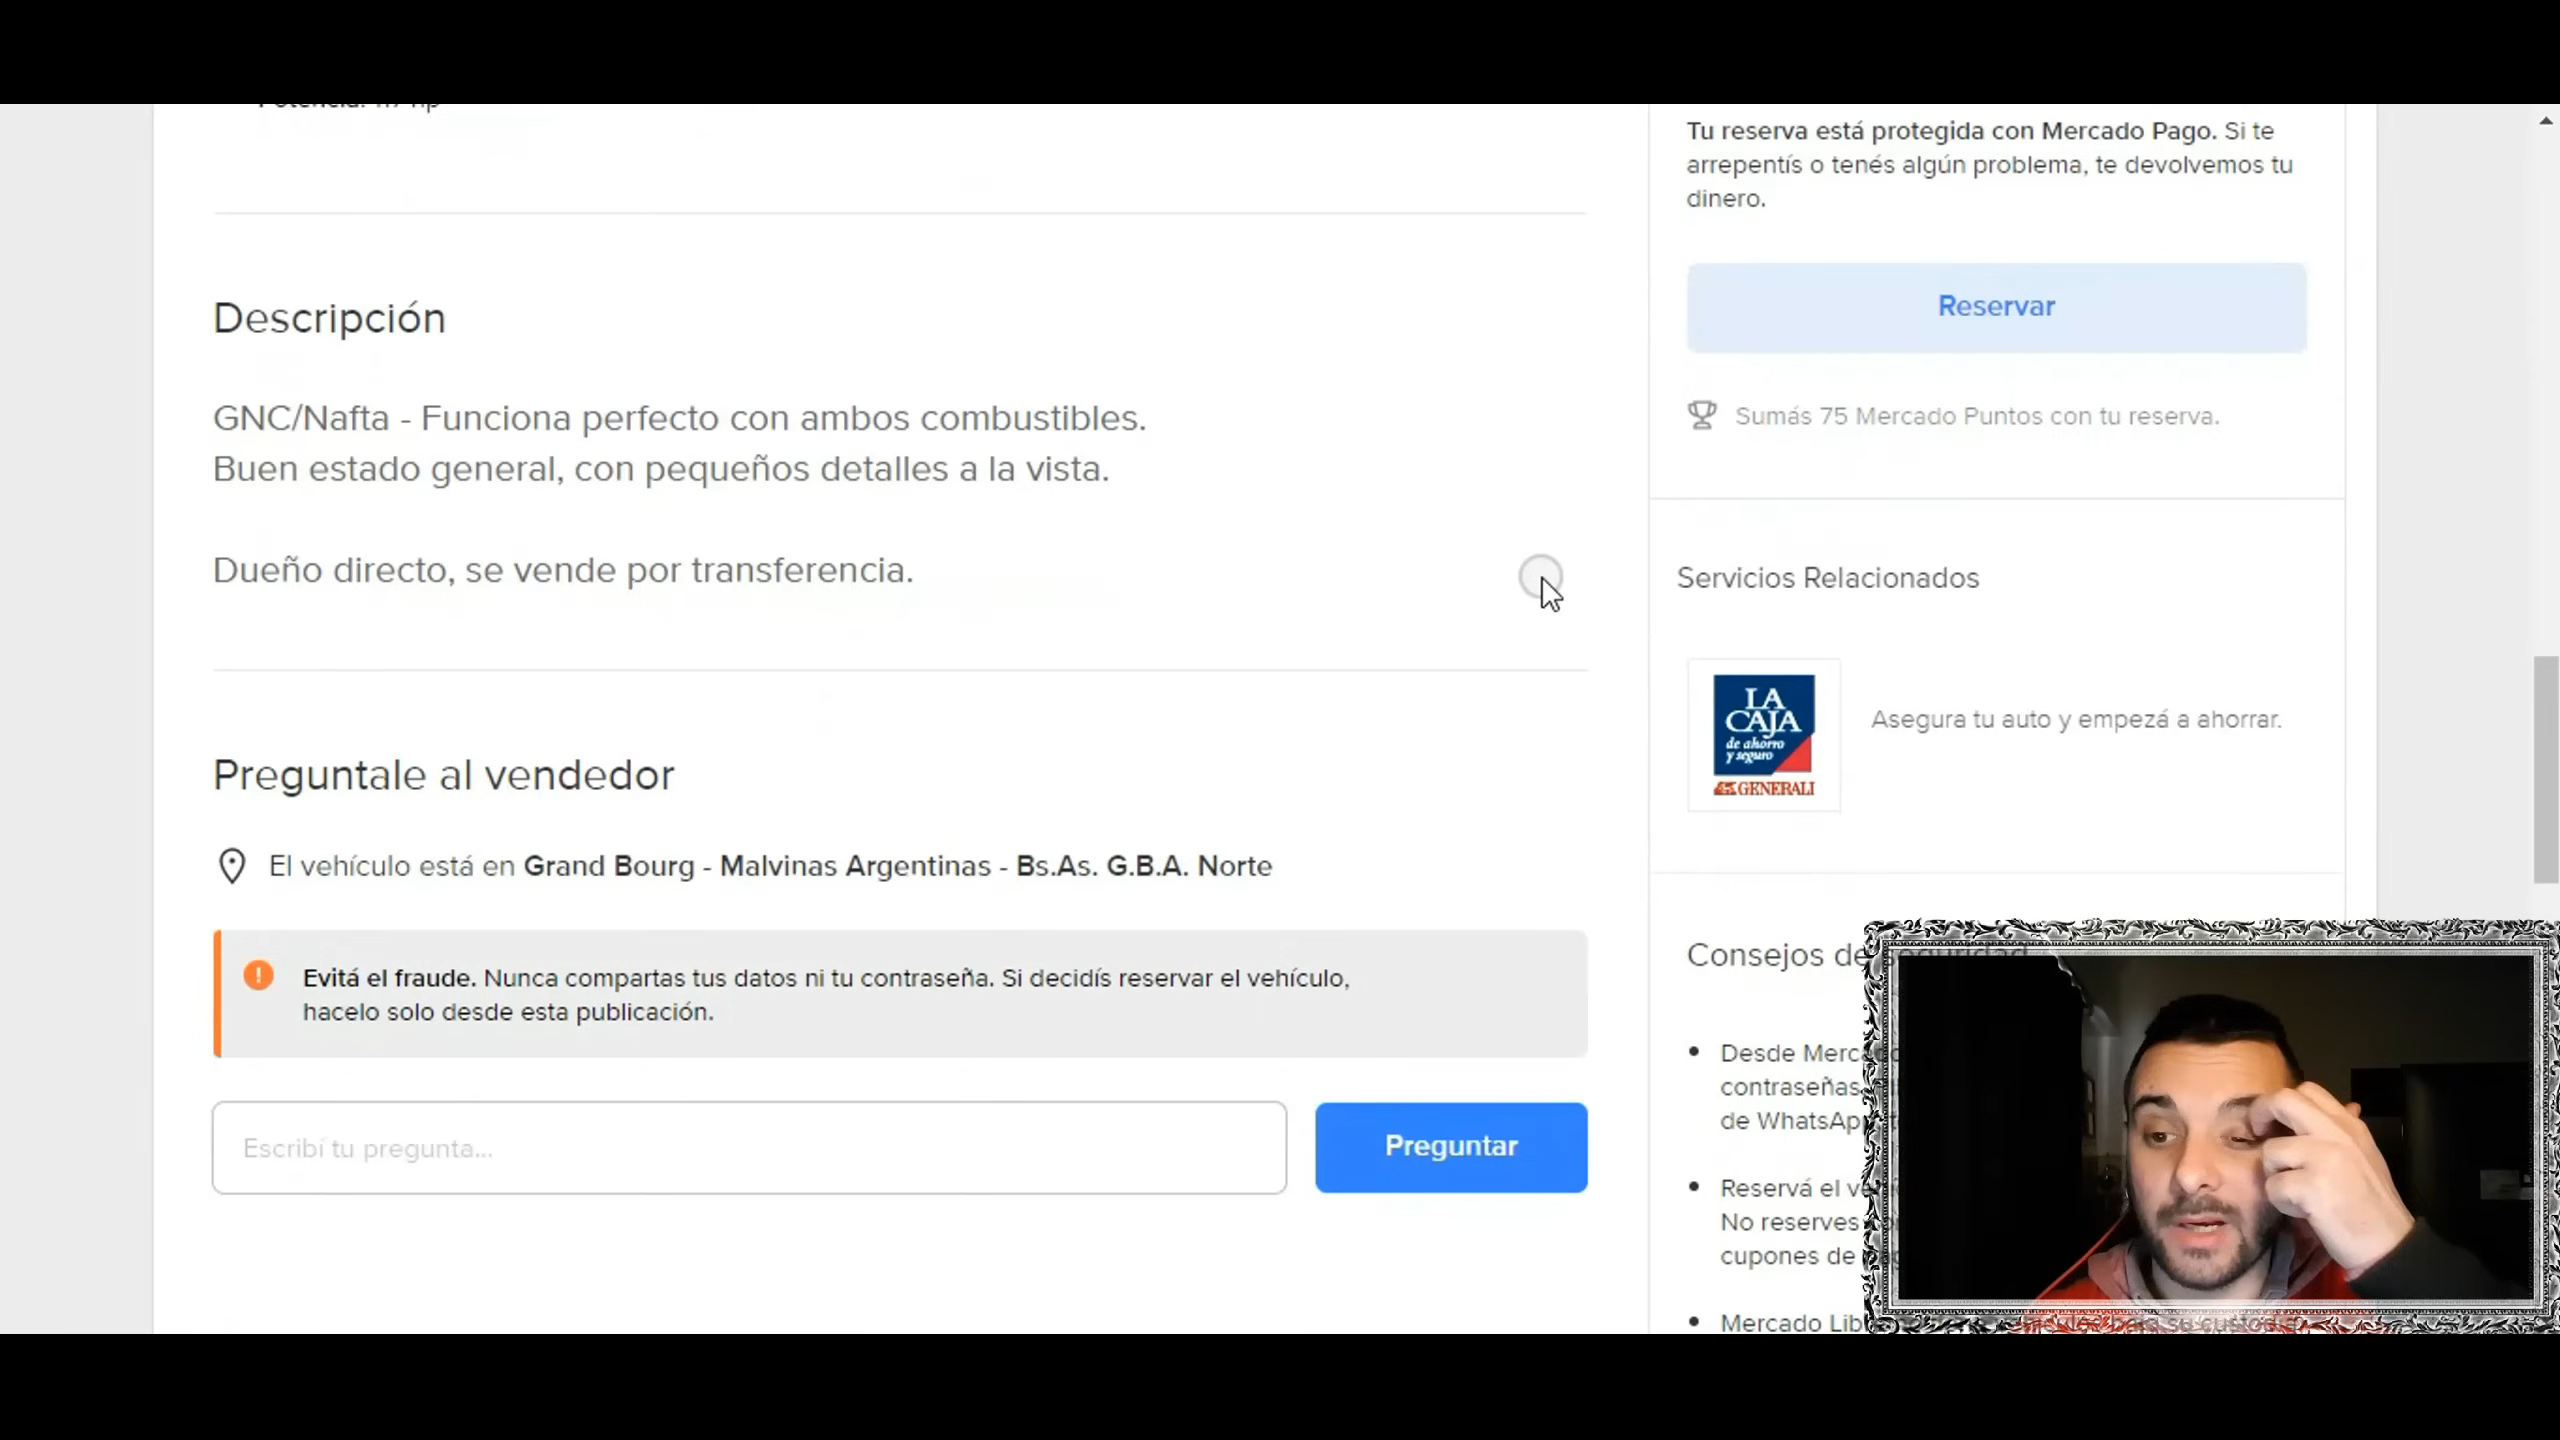 Tu reserva está protegida con Mercado Pago. Si te
arrepentís o tenés algún problema, te devolvemos tu
dinero.
Reservar
Sumás 75 Mercado Puntos con tu reserva.
Descripción
GNC/Nafta - Funciona perfecto con ambos combustibles.
Buen estado general, con pequeños detalles a la vista.
Dueño directo, se vende por transferencia.
Servicios Relacionados
LA
CAJA
de ahorro
y seguro
GENERALI
Asegura tu auto y empezá a ahorrar.
Preguntale al vendedor
El vehículo está en Grand Bourg - Malvinas Argentinas - Bs.As. G.B.A. Norte
Evitá el fraude. Nunca compartas tus datos ni tu contraseña. Si decidís reservar el vehículo,
hacelo solo desde esta publicación.
Escribí tu pregunta...
Preguntar
Consejos de seguridad
Desde
contraseñas
de WhatsApp
Reservá el
No reserves
cupones de
Mercado
su custodia